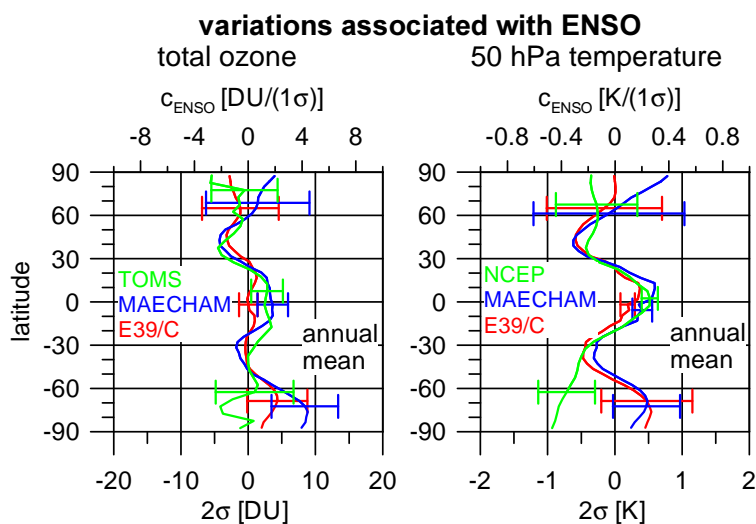 variations associated with ENSO
total ozone 50 hPa temperature
c_ENSO [DU/(1σ)] c_ENSO [K/(1σ)]
-8 -4 0 4 8 -0.8 -0.4 0 0.4 0.8
90 90
60 60
30 30
TOMS NCEP
latitude 0 MAECHAM 0 MAECHAM
E39/C E39/C
-30 annual -30 annual
mean mean
-60 -60
-90 -90
-20 -10 0 10 20 -2 -1 0 1 2
2σ [DU] 2σ [K]